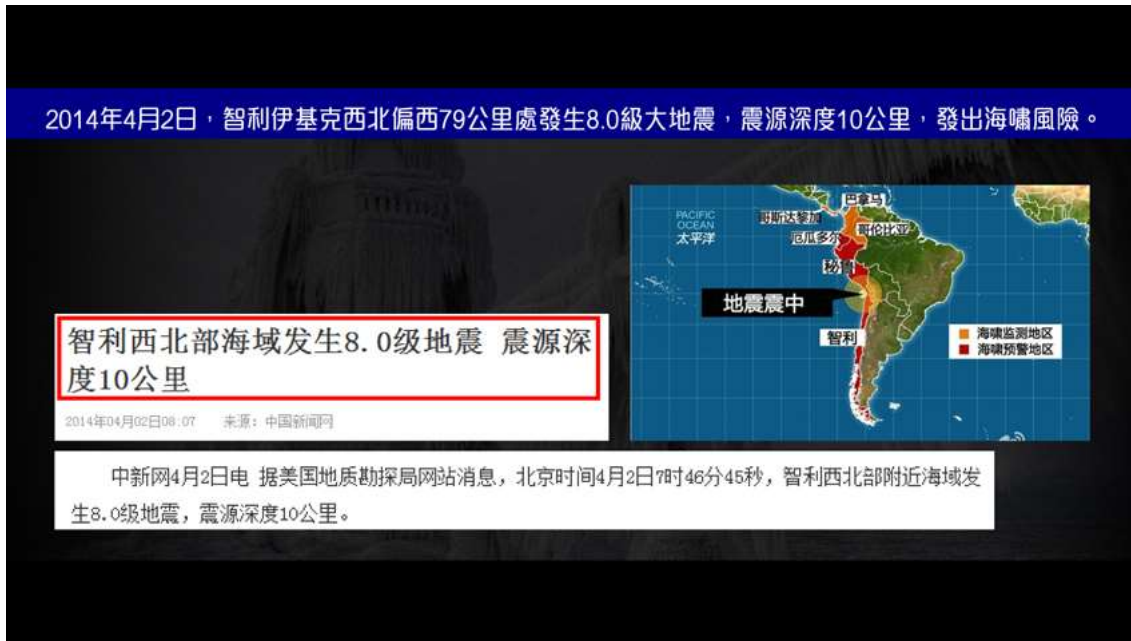 2014年4月2日，智利伊基克西北偏西79公里處發生8.0級大地震，震源深度10公里，發出海嘯風險。
PACIFIC
OCEAN
太平洋
巴拿马
哥斯达黎加
哥伦比亚
厄瓜多尔
秘鲁
地震震中
智利
海啸监测地区
海啸预警地区
智利西北部海域发生8.0级地震 震源深
度10公里
2014年04月02日08:07 来源：中国新闻网
中新网4月2日电 据美国地质勘探局网站消息，北京时间4月2日7时46分45秒，智利西北部附近海域发
生8.0级地震，震源深度10公里。